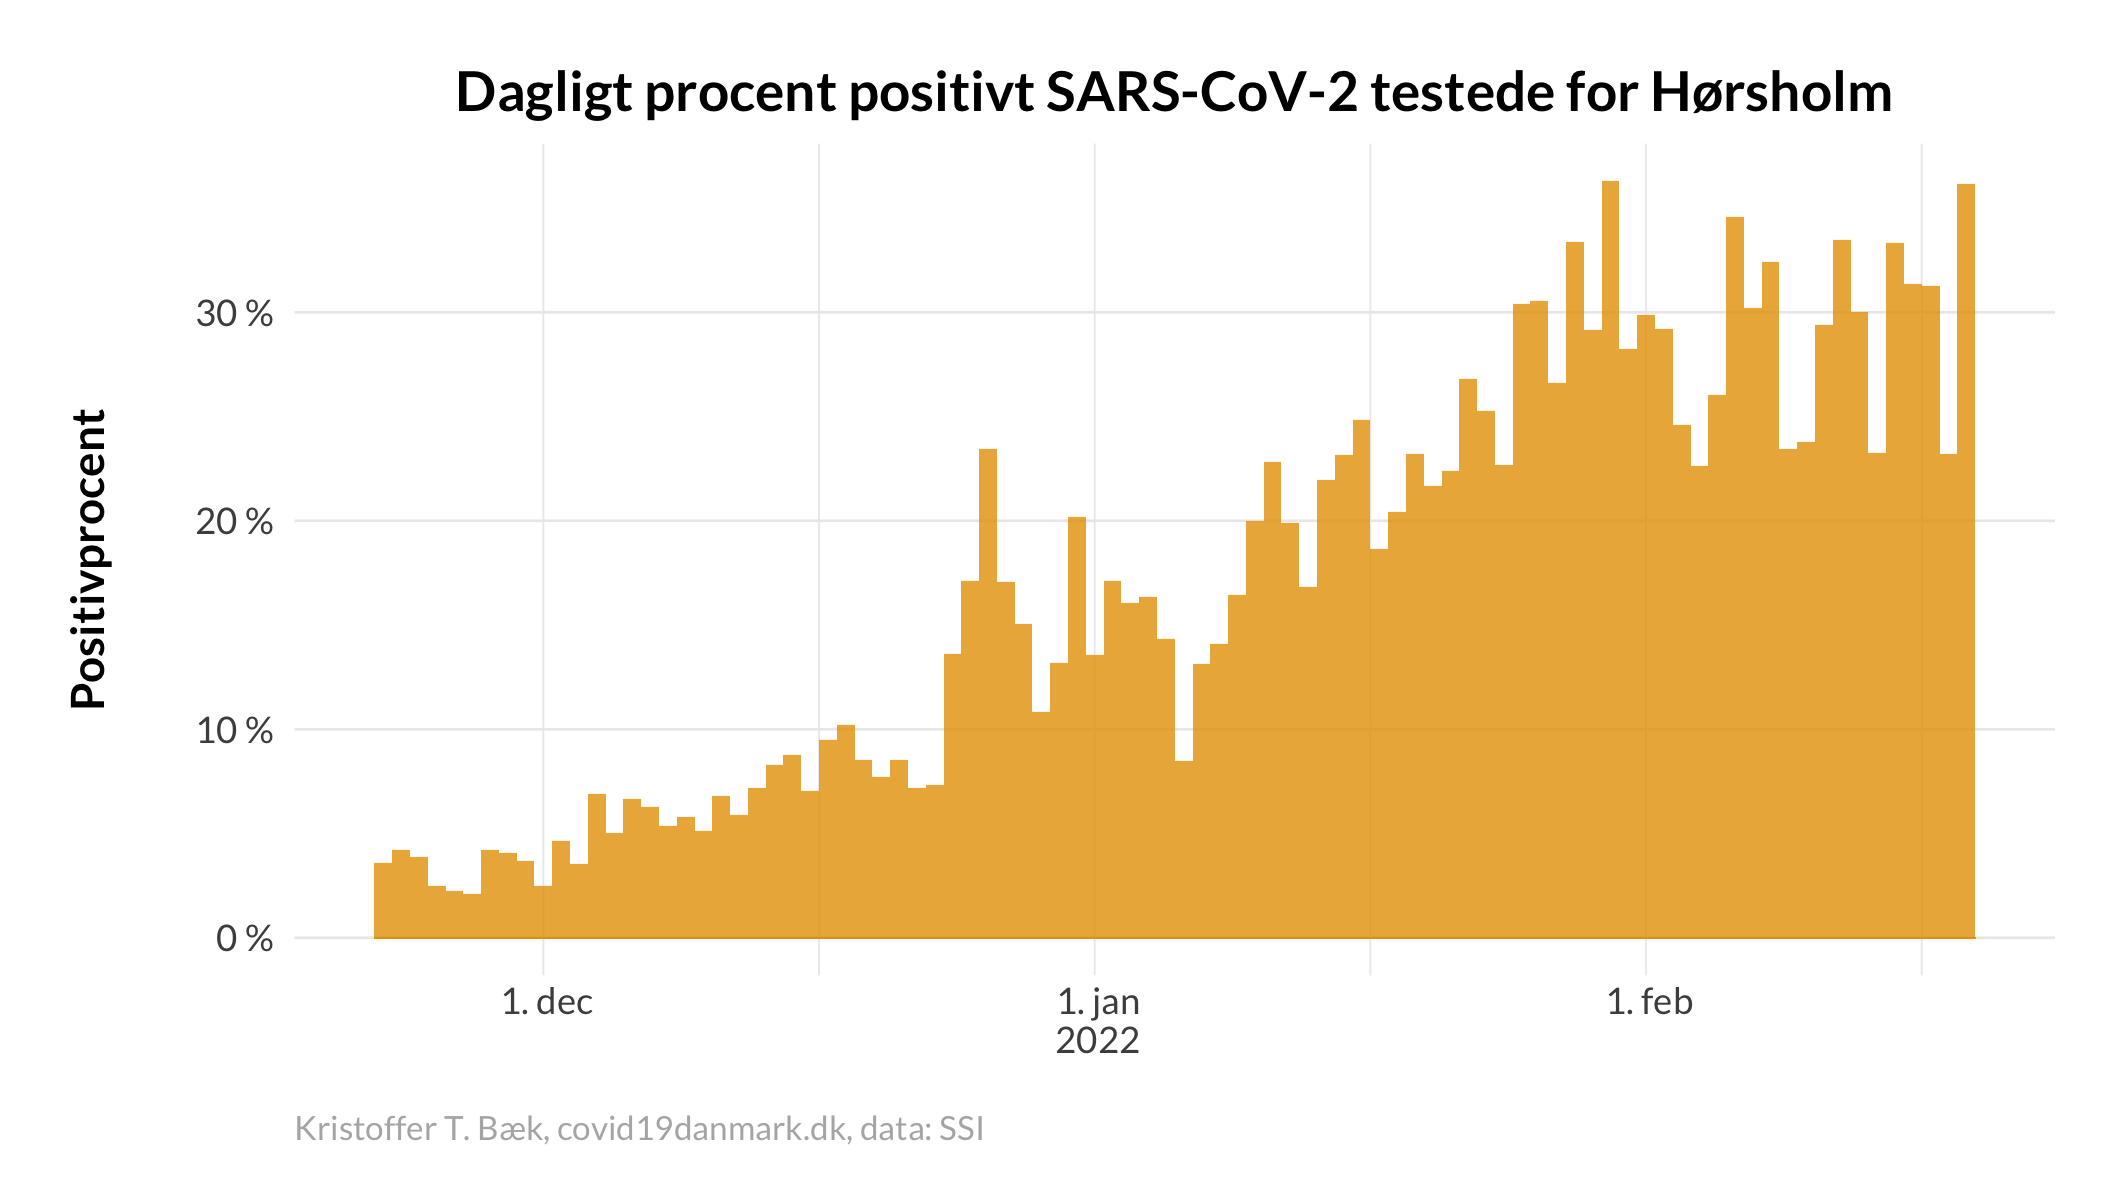 Dagligt procent positivt SARS-CoV-2 testede for Hørsholm
Positivprocent
30 %
20 %
10 %
0 %
1. dec
1. jan
2022
1. feb
Kristoffer T. Bæk, covid19danmark.dk, data: SSI